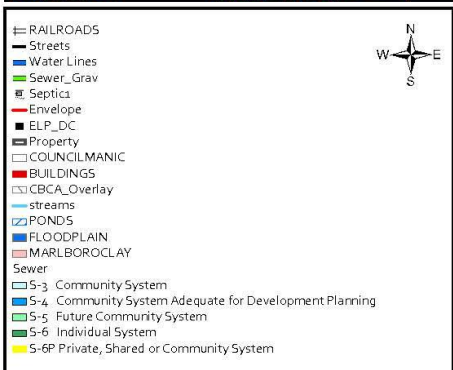 N
W E
S
RAILROADS
Streets
Water Lines
Sewer_Grav
Septic1
Envelope
ELP_DC
Property
COUNCILMANIC
BUILDINGS
CBCA_Overlay
streams
PONDS
FLOODPLAIN
MARLBOROCLAY
Sewer
S-3 Community System
S-4 Community System Adequate for Development Planning
S-5 Future Community System
S-6 Individual System
S-6P Private, Shared or Community System